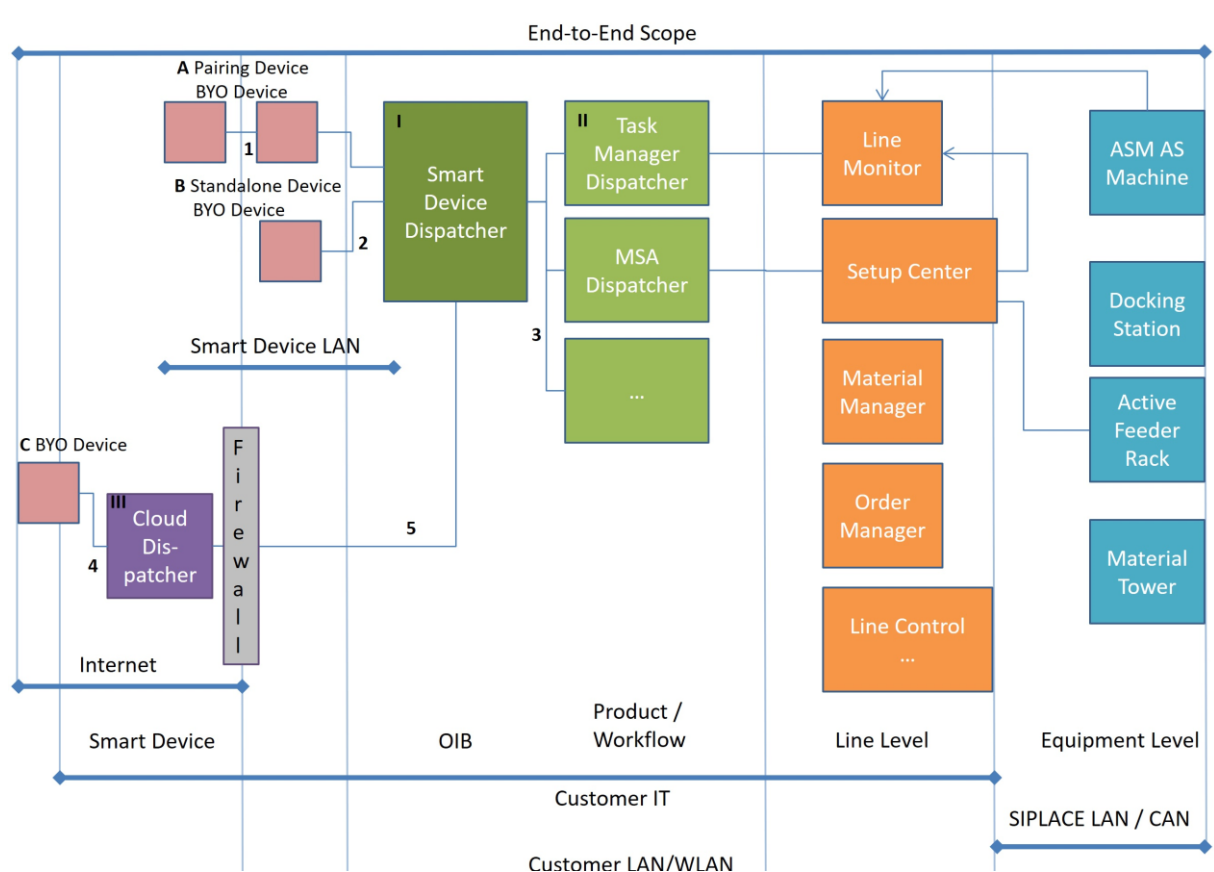 End-to-End Scope
A Pairing Device
BYO Device
1
B Standalone Device
BYO Device
2
I
Smart
Device
Dispatcher
II
Task
Manager
Dispatcher
MSA
Dispatcher
3
...
Line
Monitor
Setup Center
Material
Manager
Order
Manager
Line Control
...
ASM AS
Machine
Docking
Station
Active
Feeder
Rack
Material
Tower
Smart Device LAN
C BYO Device
III
Cloud
Dis-
patcher
4
F
i
r
e
w
a
l
l
5
Internet
Smart Device
OIB
Product /
Workflow
Line Level
Equipment Level
Customer IT
SIPLACE LAN / CAN
Customer LAN/WLAN